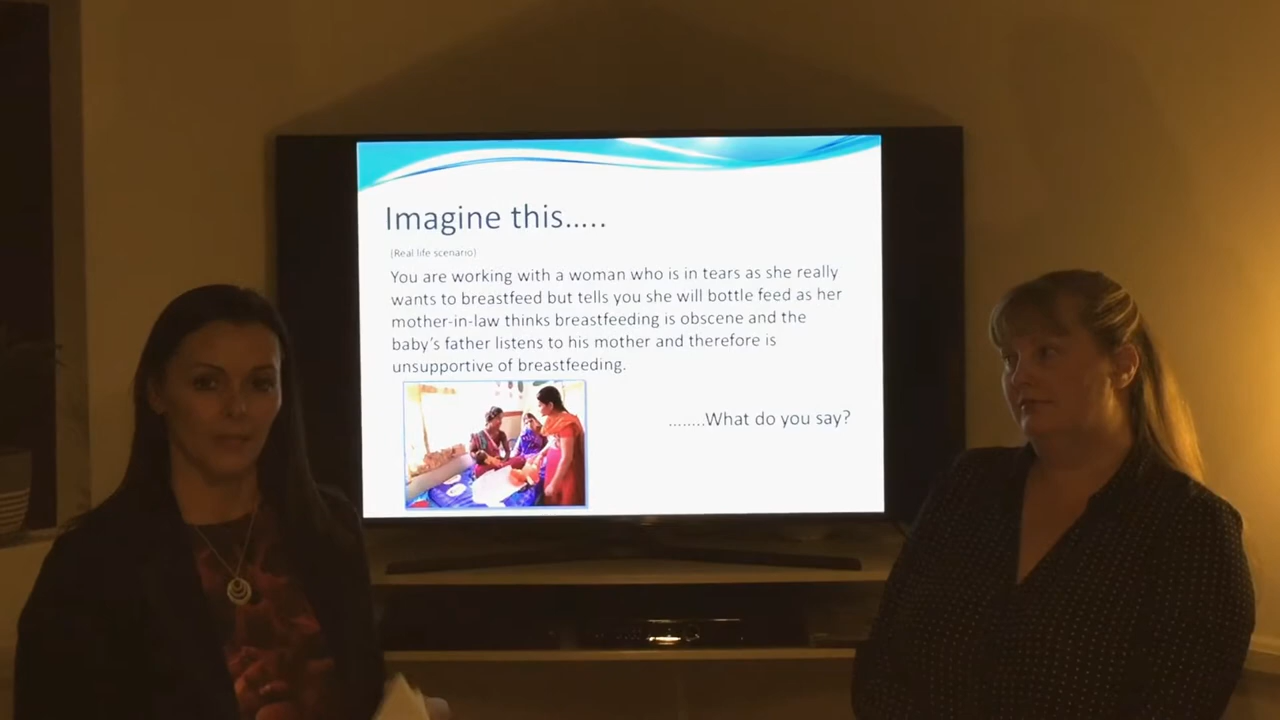 Imagine this.....
(Real life scenario)
You are working with a woman who is in tears as she really
wants to breastfeed but tells you she will bottle feed as her
mother-in-law thinks breastfeeding is obscene and the
baby's father listens to his mother and therefore is
unsupportive of breastfeeding.
........What do you say?